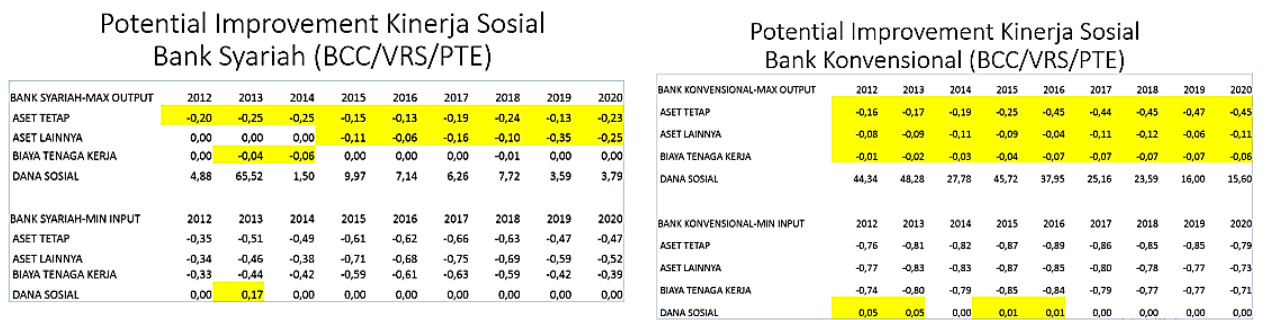 Potential Improvement Kinerja Sosial
Bank Syariah (BCC/VRS/PTE)
BANK SYARIAH-MAX OUTPUT 2012 2013 2014 2015 2016 2017 2018 2019 2020
ASET TETAP -0,20 -0,25 -0,25 -0,15 -0,13 -0,19 -0,24 -0,13 -0,23
ASET LAINNYA 0,00 0,00 0,00 -0,11 -0,06 -0,16 -0,10 -0,35 -0,25
BIAYA TENAGA KERJA 0,00 -0,04 -0,06 0,00 0,00 0,00 -0,01 0,00 0,00
DANA SOSIAL 4,88 65,52 1,50 9,97 7,14 6,26 7,72 3,59 3,79
BANK SYARIAH-MIN INPUT 2012 2013 2014 2015 2016 2017 2018 2019 2020
ASET TETAP -0,35 -0,51 -0,49 -0,61 -0,62 -0,66 -0,63 -0,47 -0,47
ASET LAINNYA -0,34 -0,46 -0,38 -0,71 -0,68 -0,75 -0,69 -0,59 -0,52
BIAYA TENAGA KERJA -0,33 -0,44 -0,42 -0,59 -0,61 -0,63 -0,59 -0,42 -0,39
DANA SOSIAL 0,00 0,17 0,00 0,00 0,00 0,00 0,00 0,00 0,00
Potential Improvement Kinerja Sosial
Bank Konvensional (BCC/VRS/PTE)
BANK KONVENSIONAL-MAX OUTPUT 2012 2013 2014 2015 2016 2017 2018 2019 2020
ASET TETAP -0,16 -0,17 -0,19 -0,25 -0,45 -0,44 -0,45 -0,47 -0,45
ASET LAINNYA -0,08 -0,09 -0,11 -0,09 -0,04 -0,11 -0,12 -0,06 -0,11
BIAYA TENAGA KERJA -0,01 -0,02 -0,03 -0,04 -0,07 -0,07 -0,07 -0,07 -0,06
DANA SOSIAL 44,34 48,28 27,78 45,72 37,95 25,16 23,59 16,00 15,60
BANK KONVENSIONAL-MIN INPUT 2012 2013 2014 2015 2016 2017 2018 2019 2020
ASET TETAP -0,76 -0,81 -0,82 -0,87 -0,89 -0,86 -0,85 -0,85 -0,79
ASET LAINNYA -0,77 -0,83 -0,83 -0,87 -0,85 -0,80 -0,78 -0,77 -0,73
BIAYA TENAGA KERJA -0,74 -0,80 -0,79 -0,85 -0,84 -0,79 -0,77 -0,77 -0,71
DANA SOSIAL 0,05 0,05 0,00 0,01 0,01 0,00 0,00 0,00 0,00